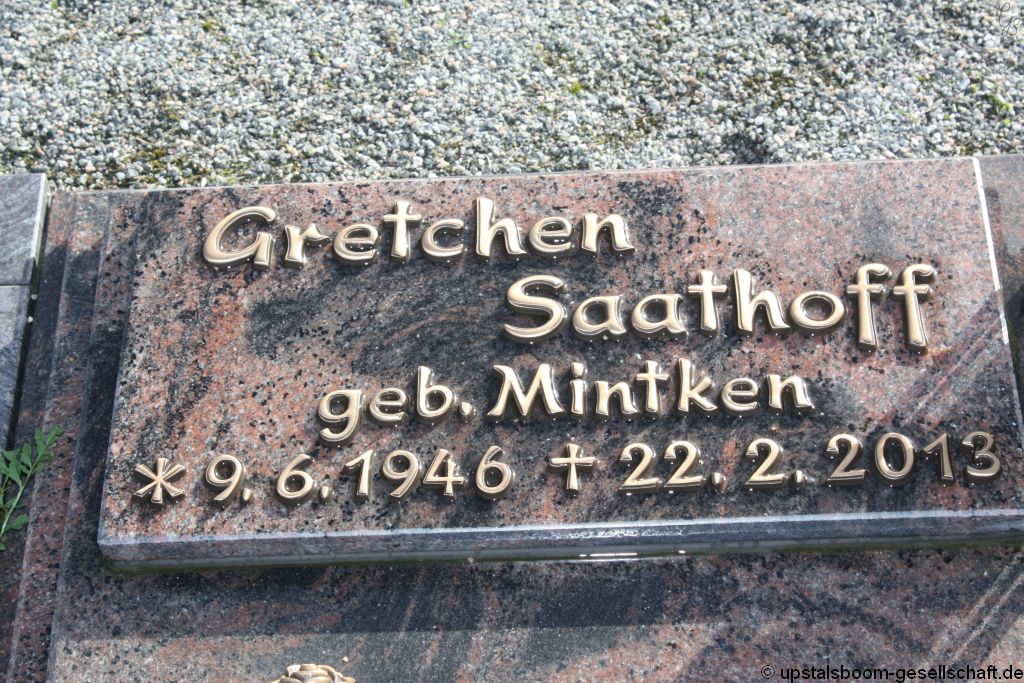 Gretchen
Saathoff
geb. Mintken
* 9. 6. 1946 † 22. 2. 2013
© upstalsboom-gesellschaft.de